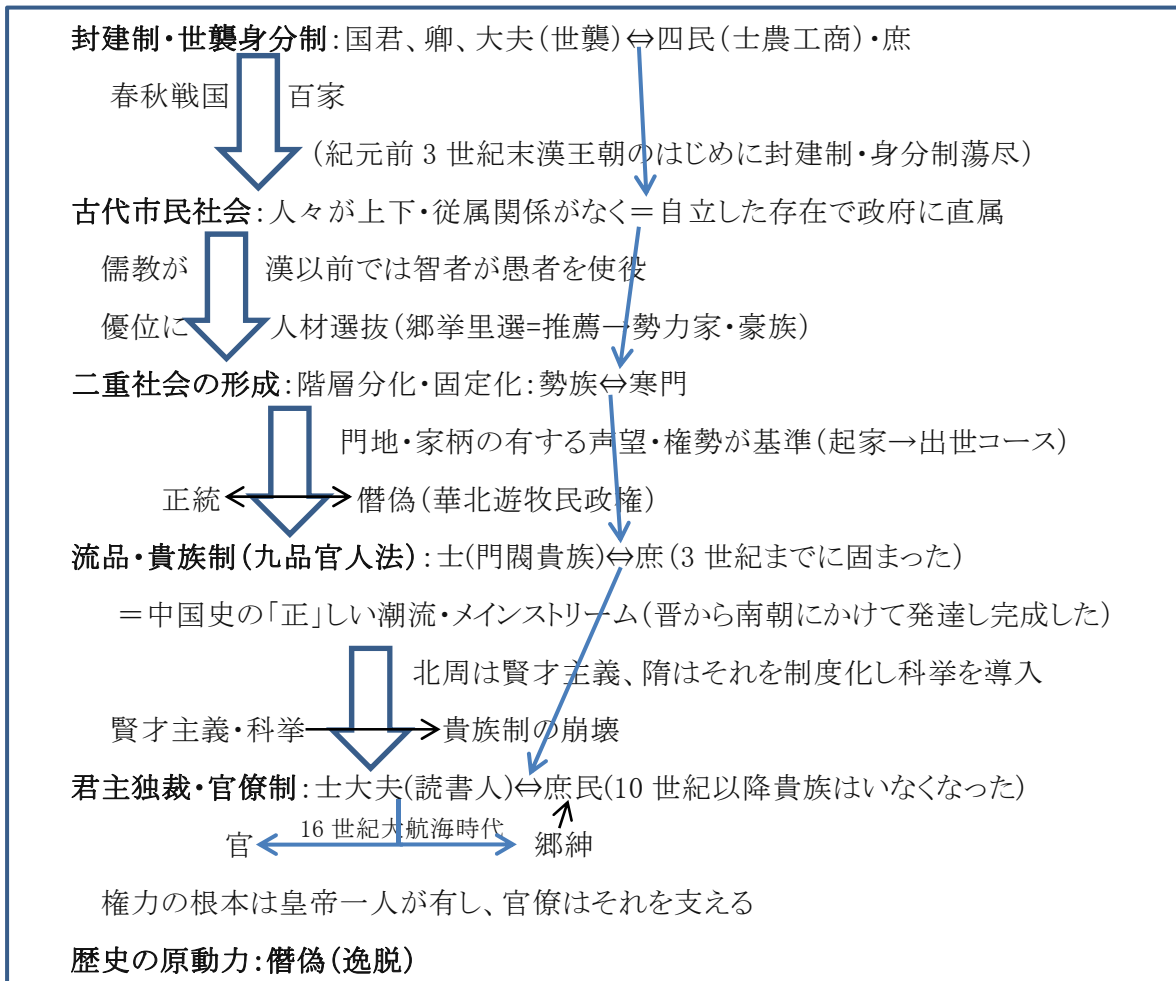 封建制・世襲身分制：国君、卿、大夫（世襲）⇔四民（士農工商）・庶
春秋戦国 百家
（紀元前 3 世紀末漢王朝のはじめに封建制・身分制蕩尽）
古代市民社会：人々が上下・従属関係がなく＝自立した存在で政府に直属
儒教が 漢以前では智者が愚者を使役
優位に 人材選抜（郷挙里選=推薦→勢力家・豪族）
二重社会の形成：階層分化・固定化：勢族⇔寒門
門地・家柄の有する声望・権勢が基準（起家→出世コース）
正統 僭偽（華北遊牧民政権）
流品・貴族制（九品官人法）：士(門閥貴族)⇔庶（3 世紀までに固まった）
＝中国史の「正」しい潮流・メインストリーム（晋から南朝にかけて発達し完成した）
北周は賢才主義、隋はそれを制度化し科挙を導入
賢才主義・科挙 貴族制の崩壊
君主独裁・官僚制：士大夫(読書人)⇔庶民(10 世紀以降貴族はいなくなった)
16 世紀大航海時代
官 郷紳
権力の根本は皇帝一人が有し、官僚はそれを支える
歴史の原動力：僭偽（逸脱）